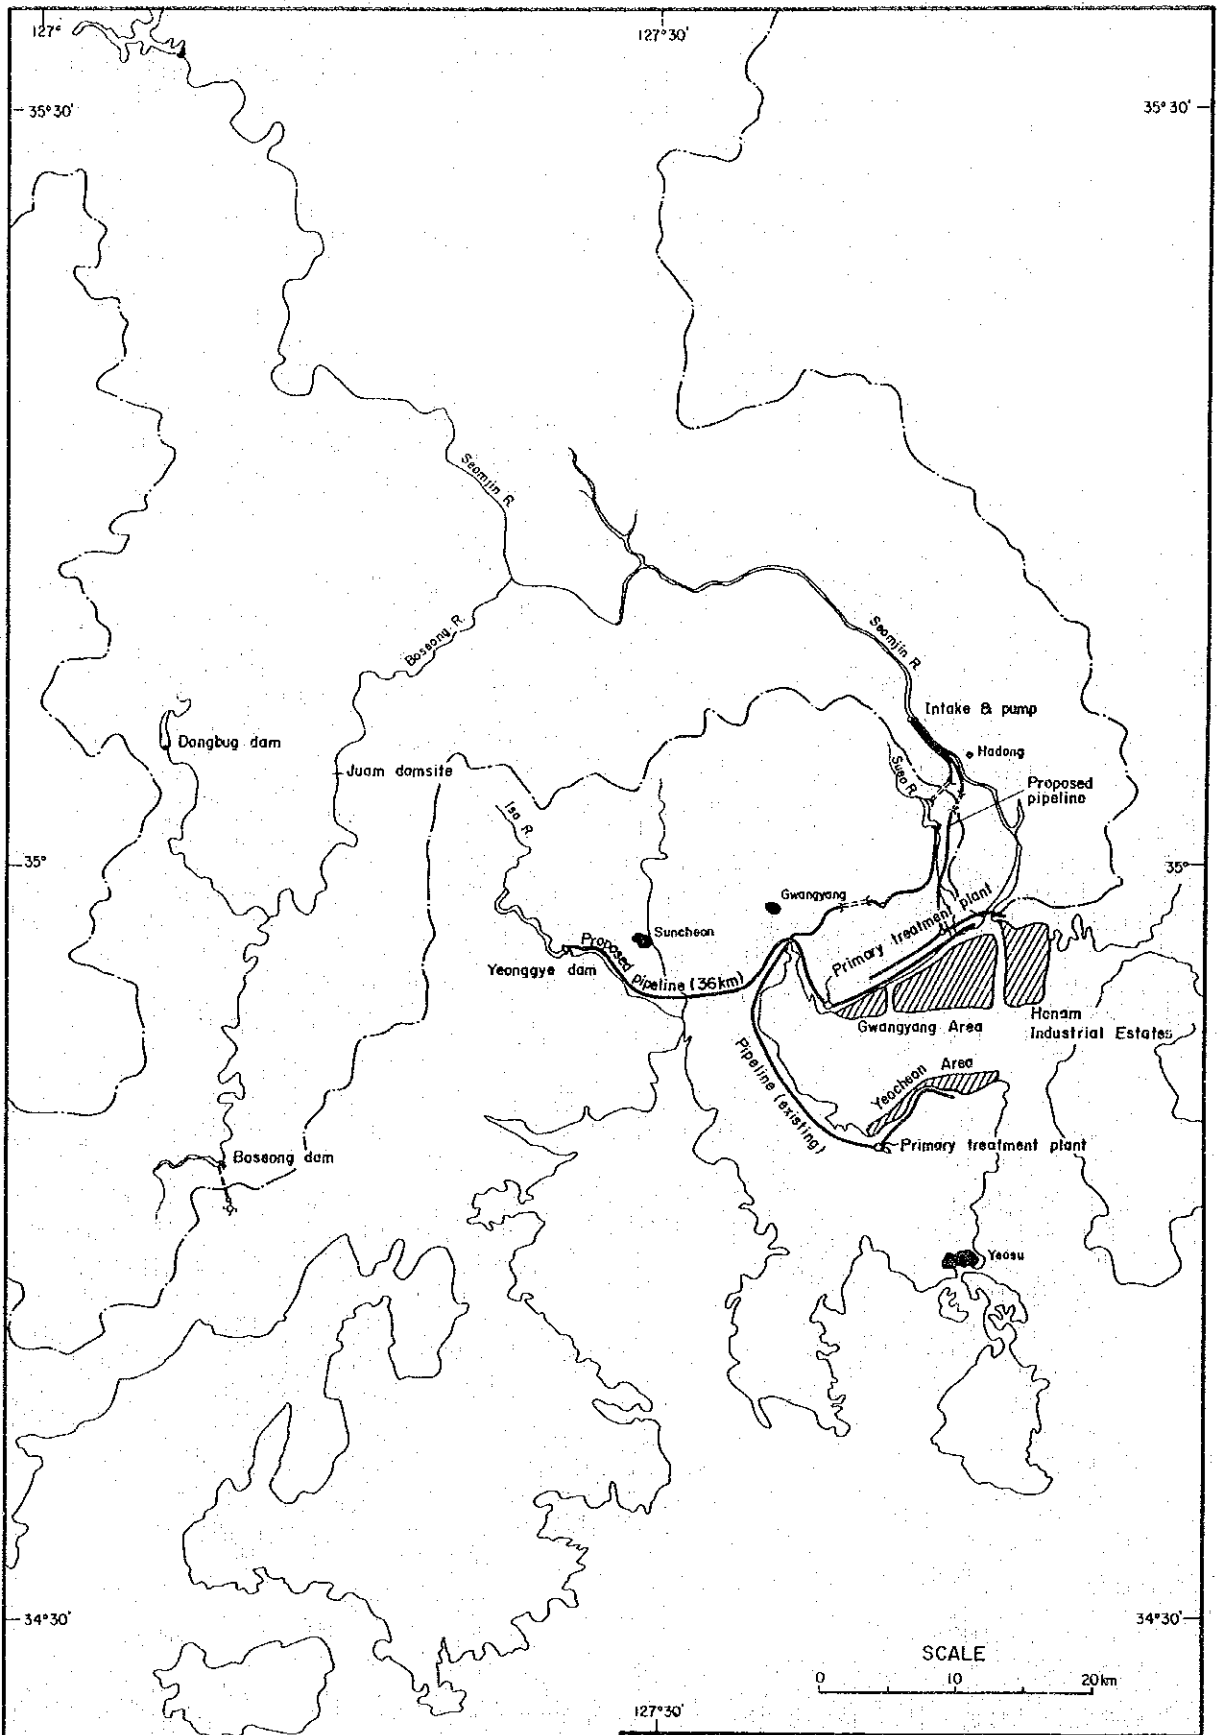 127°
127°30'
35°30'
35°30'
Seomjin R.
Boseong R.
Seomjin R.
Intake & pump
Hadong
Dongbug dam
Sueo R.
Juam damsite
Proposed
pipeline
Isa R.
35°
35°
Gwangyang
Primary treatment plant
Suncheon
Yeonggye dam
Proposed pipeline (36km)
Gwangyang Area
Honam
Industrial Estates
Pipeline (existing)
Yeocheon Area
Primary treatment plant
Boseong dam
Yeosu
34°30'
34°30'
SCALE
0 10 20km
127°30'